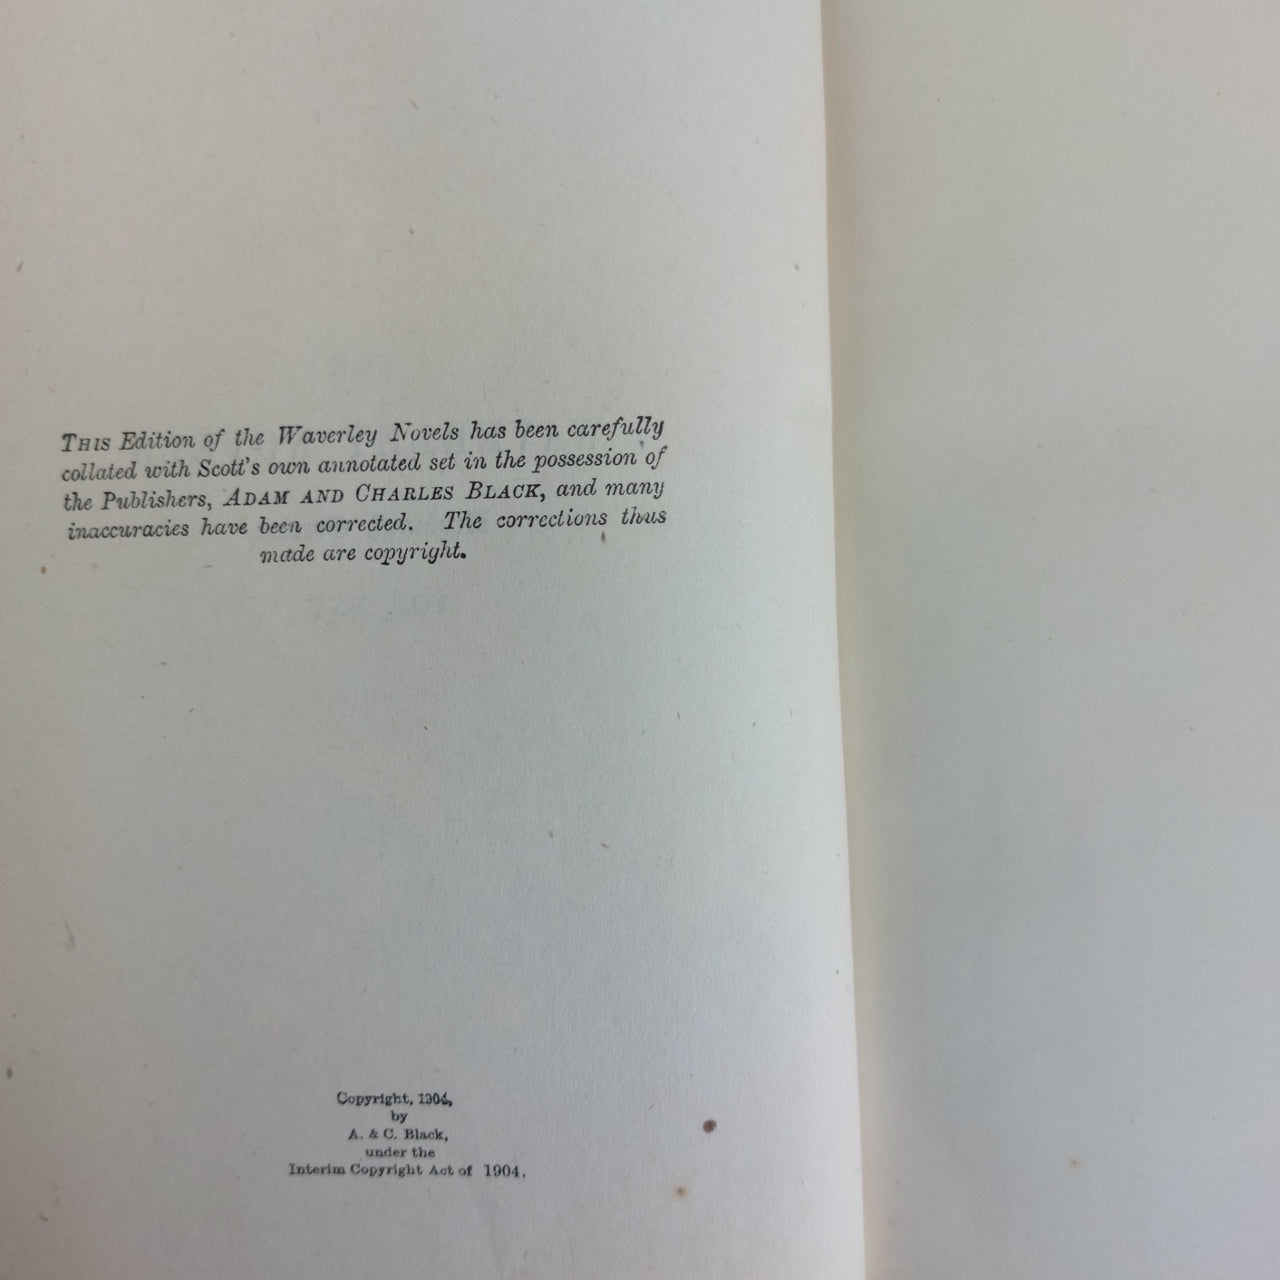 THIS Edition of the Waverley Novels has been carefully
collated with Scott's own annotated set in the possession of
the Publishers, ADAM AND CHARLES BLACK, and many
inaccuracies have been corrected. The corrections thus
made are copyright.
Copyright, 1904,
by
A. & C. Black,
under the
Interim Copyright Act of 1904.